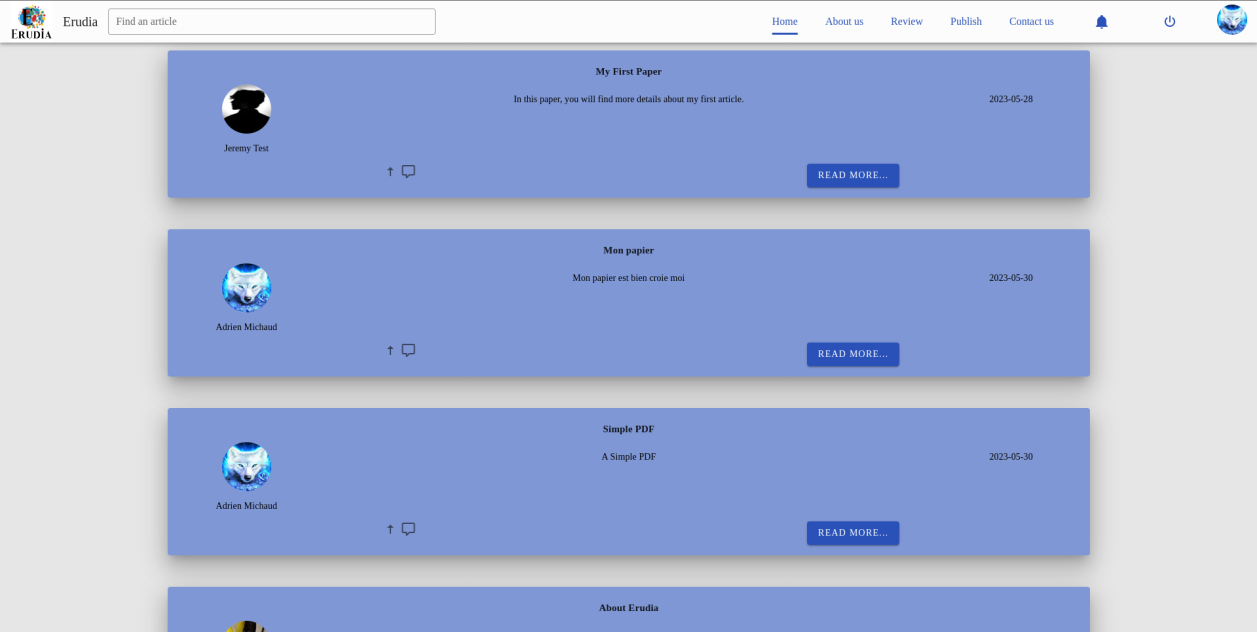 ERUDIA
Erudia
Find an article
Home
About us
Review
Publish
Contact us
My First Paper
In this paper, you will find more details about my first article.
2023-05-28
Jeremy Test
READ MORE...
Mon papier
Mon papier est bien croie moi
2023-05-30
Adrien Michaud
READ MORE...
Simple PDF
A Simple PDF
2023-05-30
Adrien Michaud
READ MORE...
About Erudia